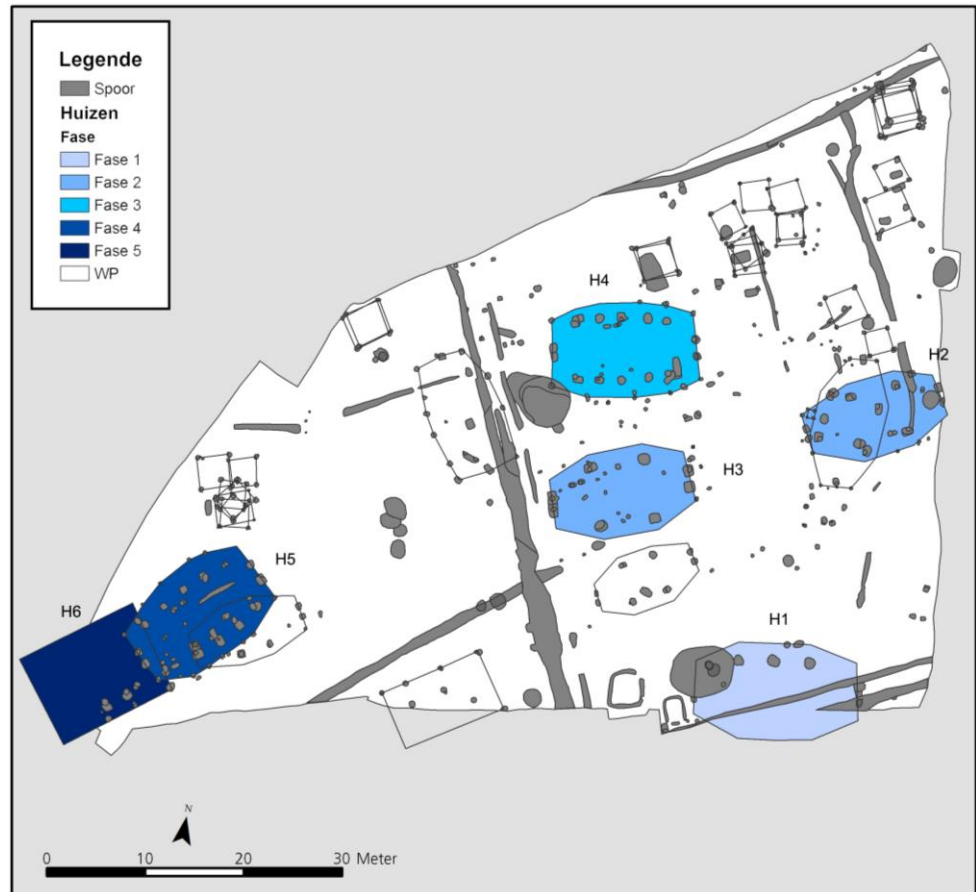 Legende
Spoor
Huizen
Fase
Fase 1
Fase 2
Fase 3
Fase 4
Fase 5
WP
H4
H2
H3
H5
H6
H1
N
0 10 20 30 Meter